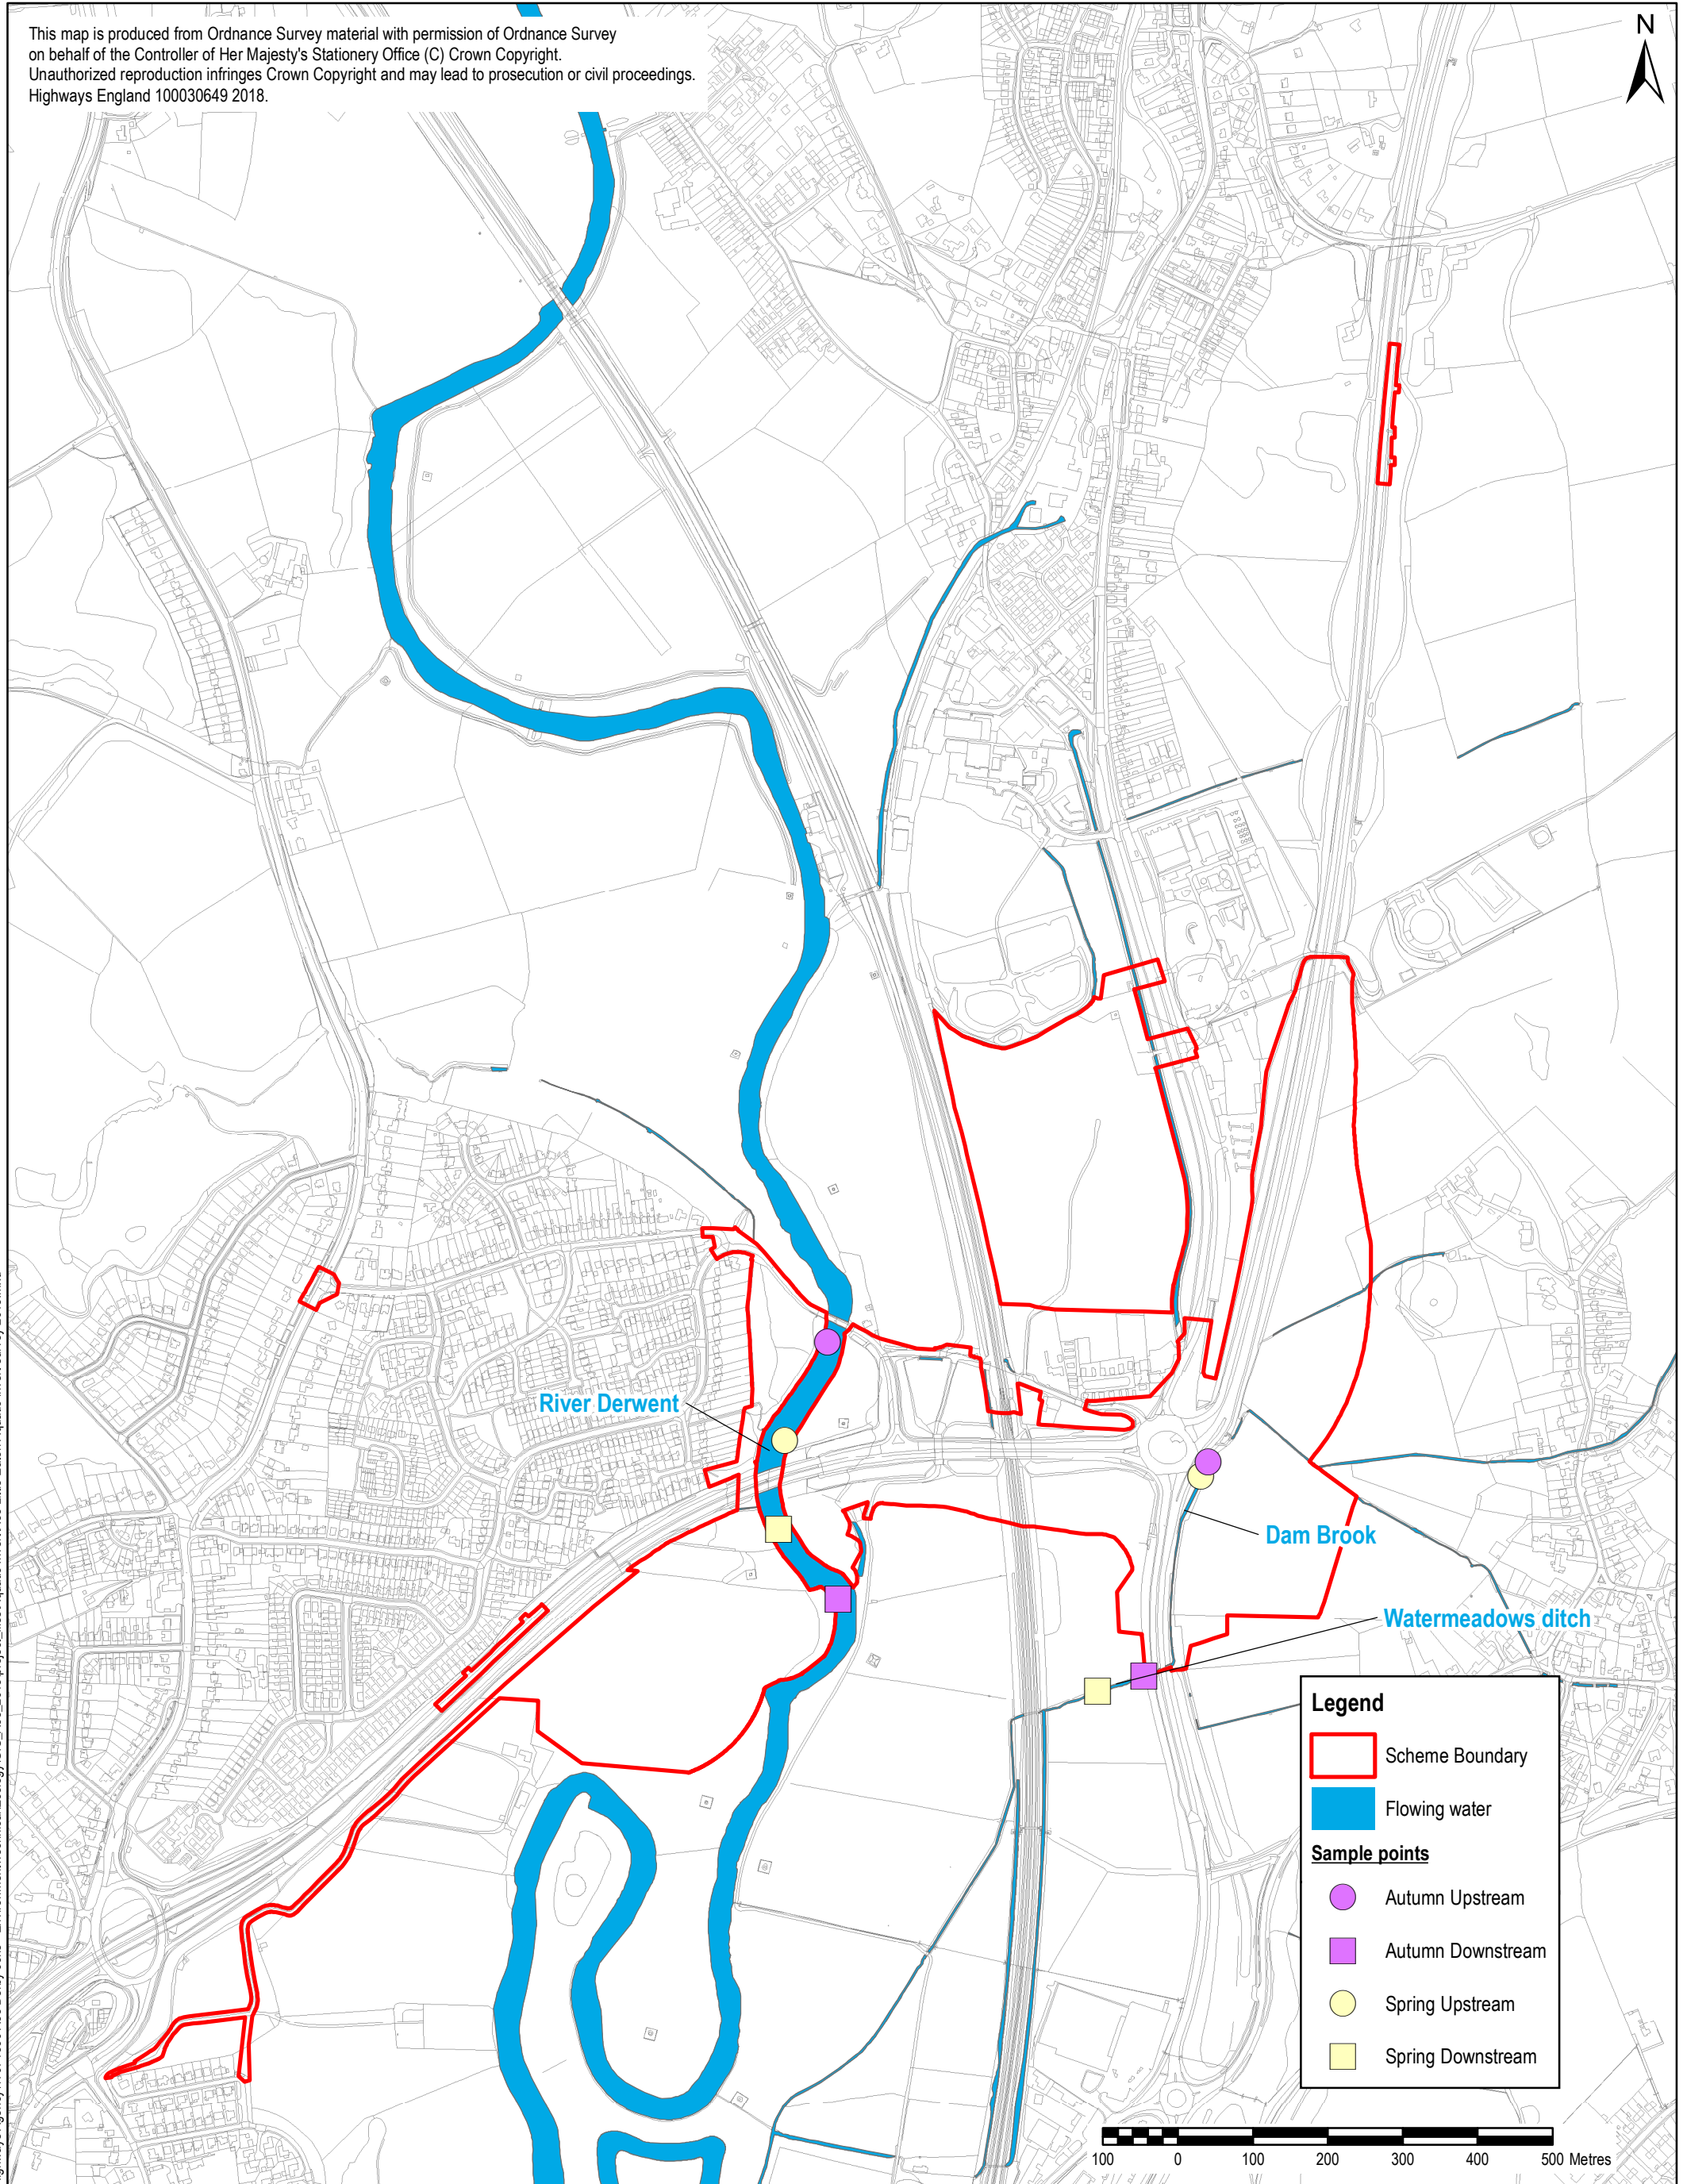 This map is produced from Ordnance Survey material with permission of Ordnance Survey
on behalf of the Controller of Her Majesty's Stationery Office (C) Crown Copyright.
Unauthorized reproduction infringes Crown Copyright and may lead to prosecution or civil proceedings.
Highways England 100030649 2018.
N
River Derwent
Dam Brook
Watermeadows ditch
Legend
Scheme Boundary
Flowing water
Sample points
Autumn Upstream
Autumn Downstream
Spring Upstream
Spring Downstream
100 0 100 200 300 400 500 Metres